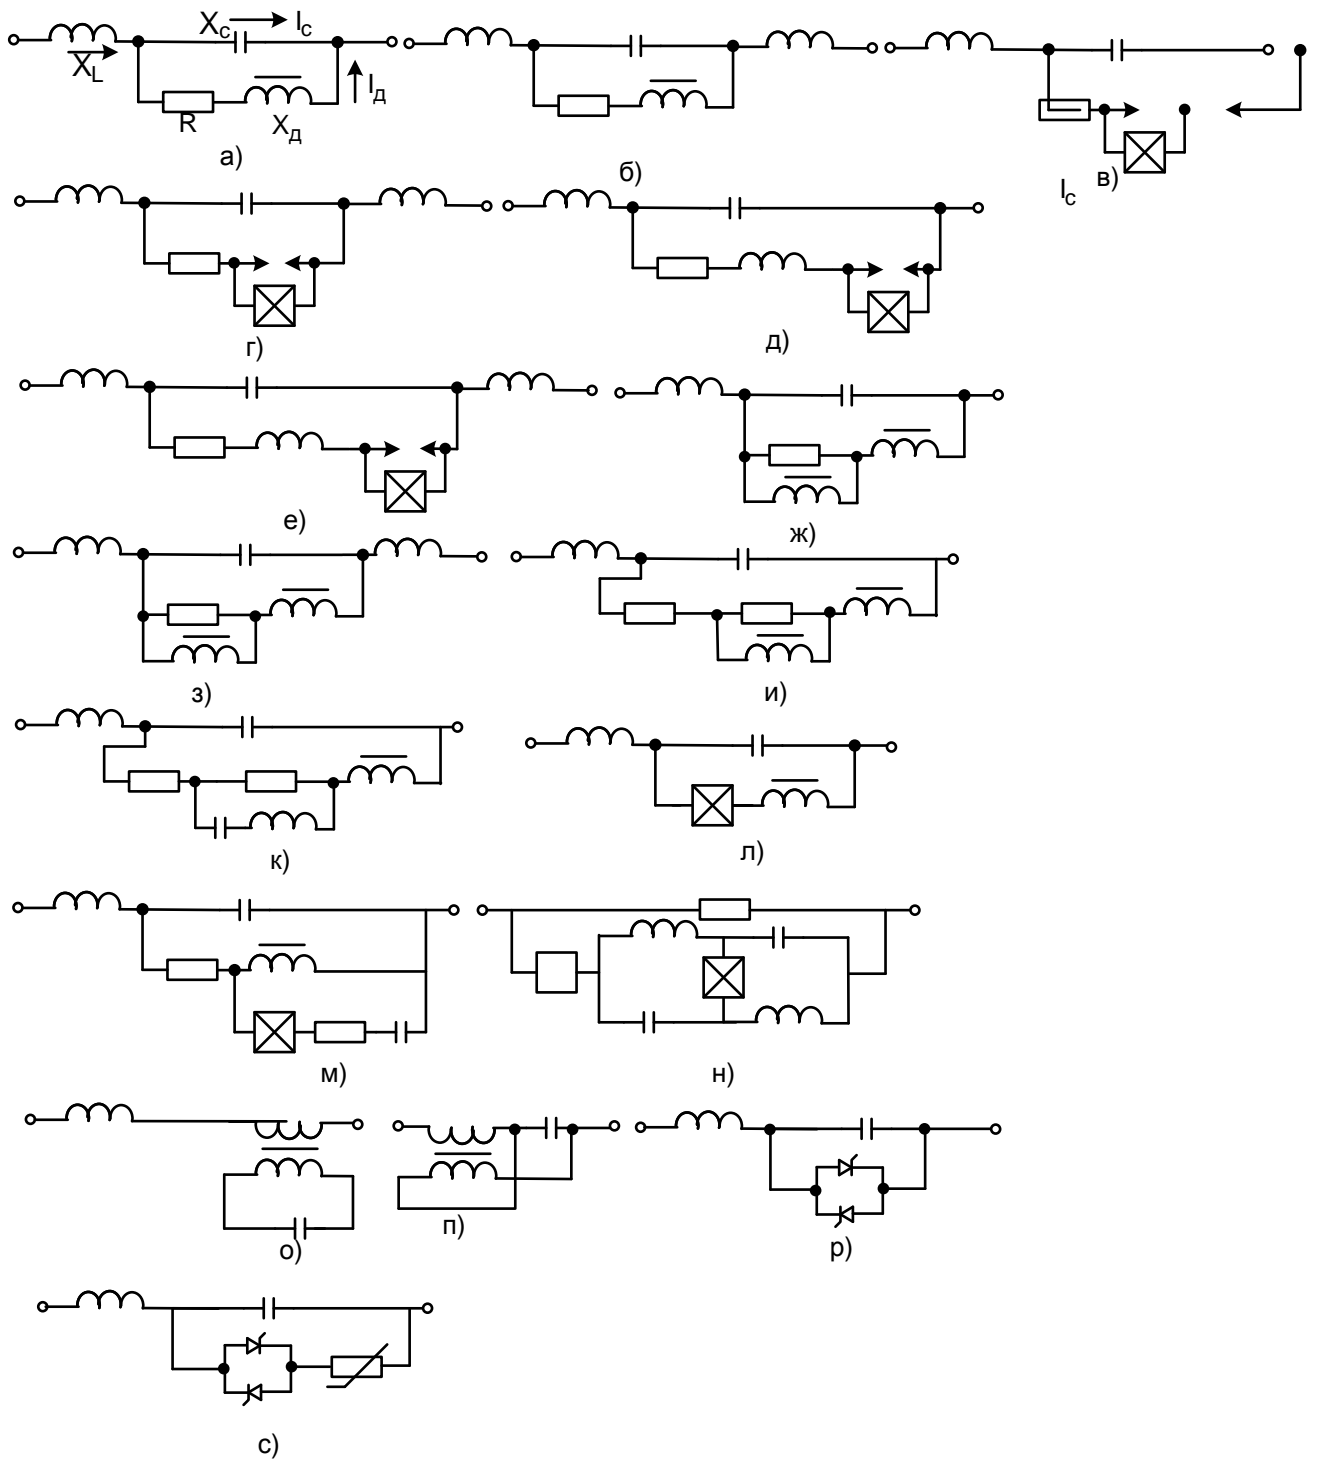 X_C I_c
X_L I_д
R X_д
а)
б)
I_c в)
г)
д)
е)
ж)
з)
и)
к)
л)
м)
н)
о)
п)
р)
с)